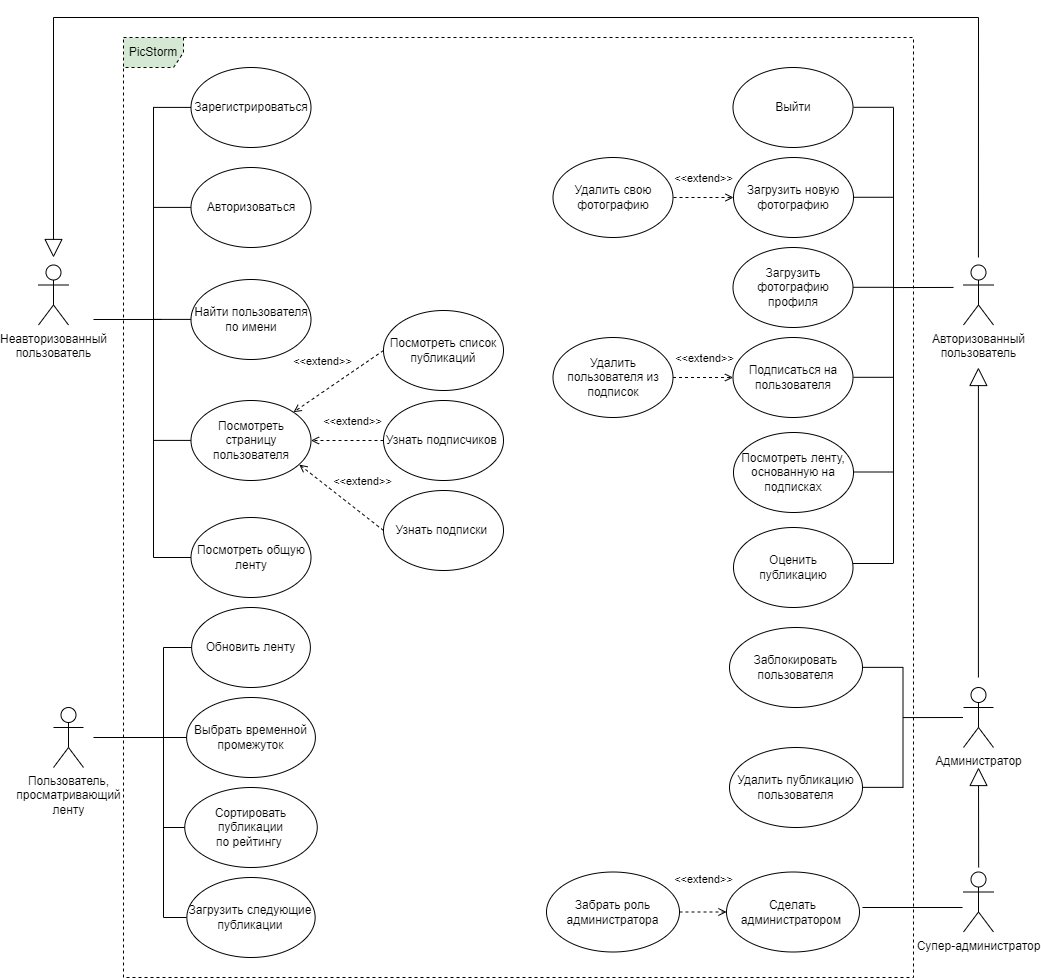 PicStorm
Зарегистрироваться
Авторизоваться
Найти пользователя
по имени
Неавторизованный
пользователь
<<extend>>
Посмотреть список
публикаций
Посмотреть
страницу
пользователя
<<extend>>
Узнать подписчиков
<<extend>>
Узнать подписки
Посмотреть общую
ленту
Обновить ленту
Выбрать временной
промежуток
Пользователь,
просматривающий
ленту
Сортировать
публикации
по рейтингу
Загрузить следующие
публикации
Выйти
Удалить свою
фотографию
<<extend>>
Загрузить новую
фотографию
Загрузить
фотографию
профиля
Авторизованный
пользователь
Удалить
пользователя из
подписок
<<extend>>
Подписаться на
пользователя
Посмотреть ленту,
основанную на
подписках
Оценить
публикацию
Заблокировать
пользователя
Администратор
Удалить публикацию
пользователя
Забрать роль
администратора
<<extend>>
Сделать
администратором
Супер-администратор